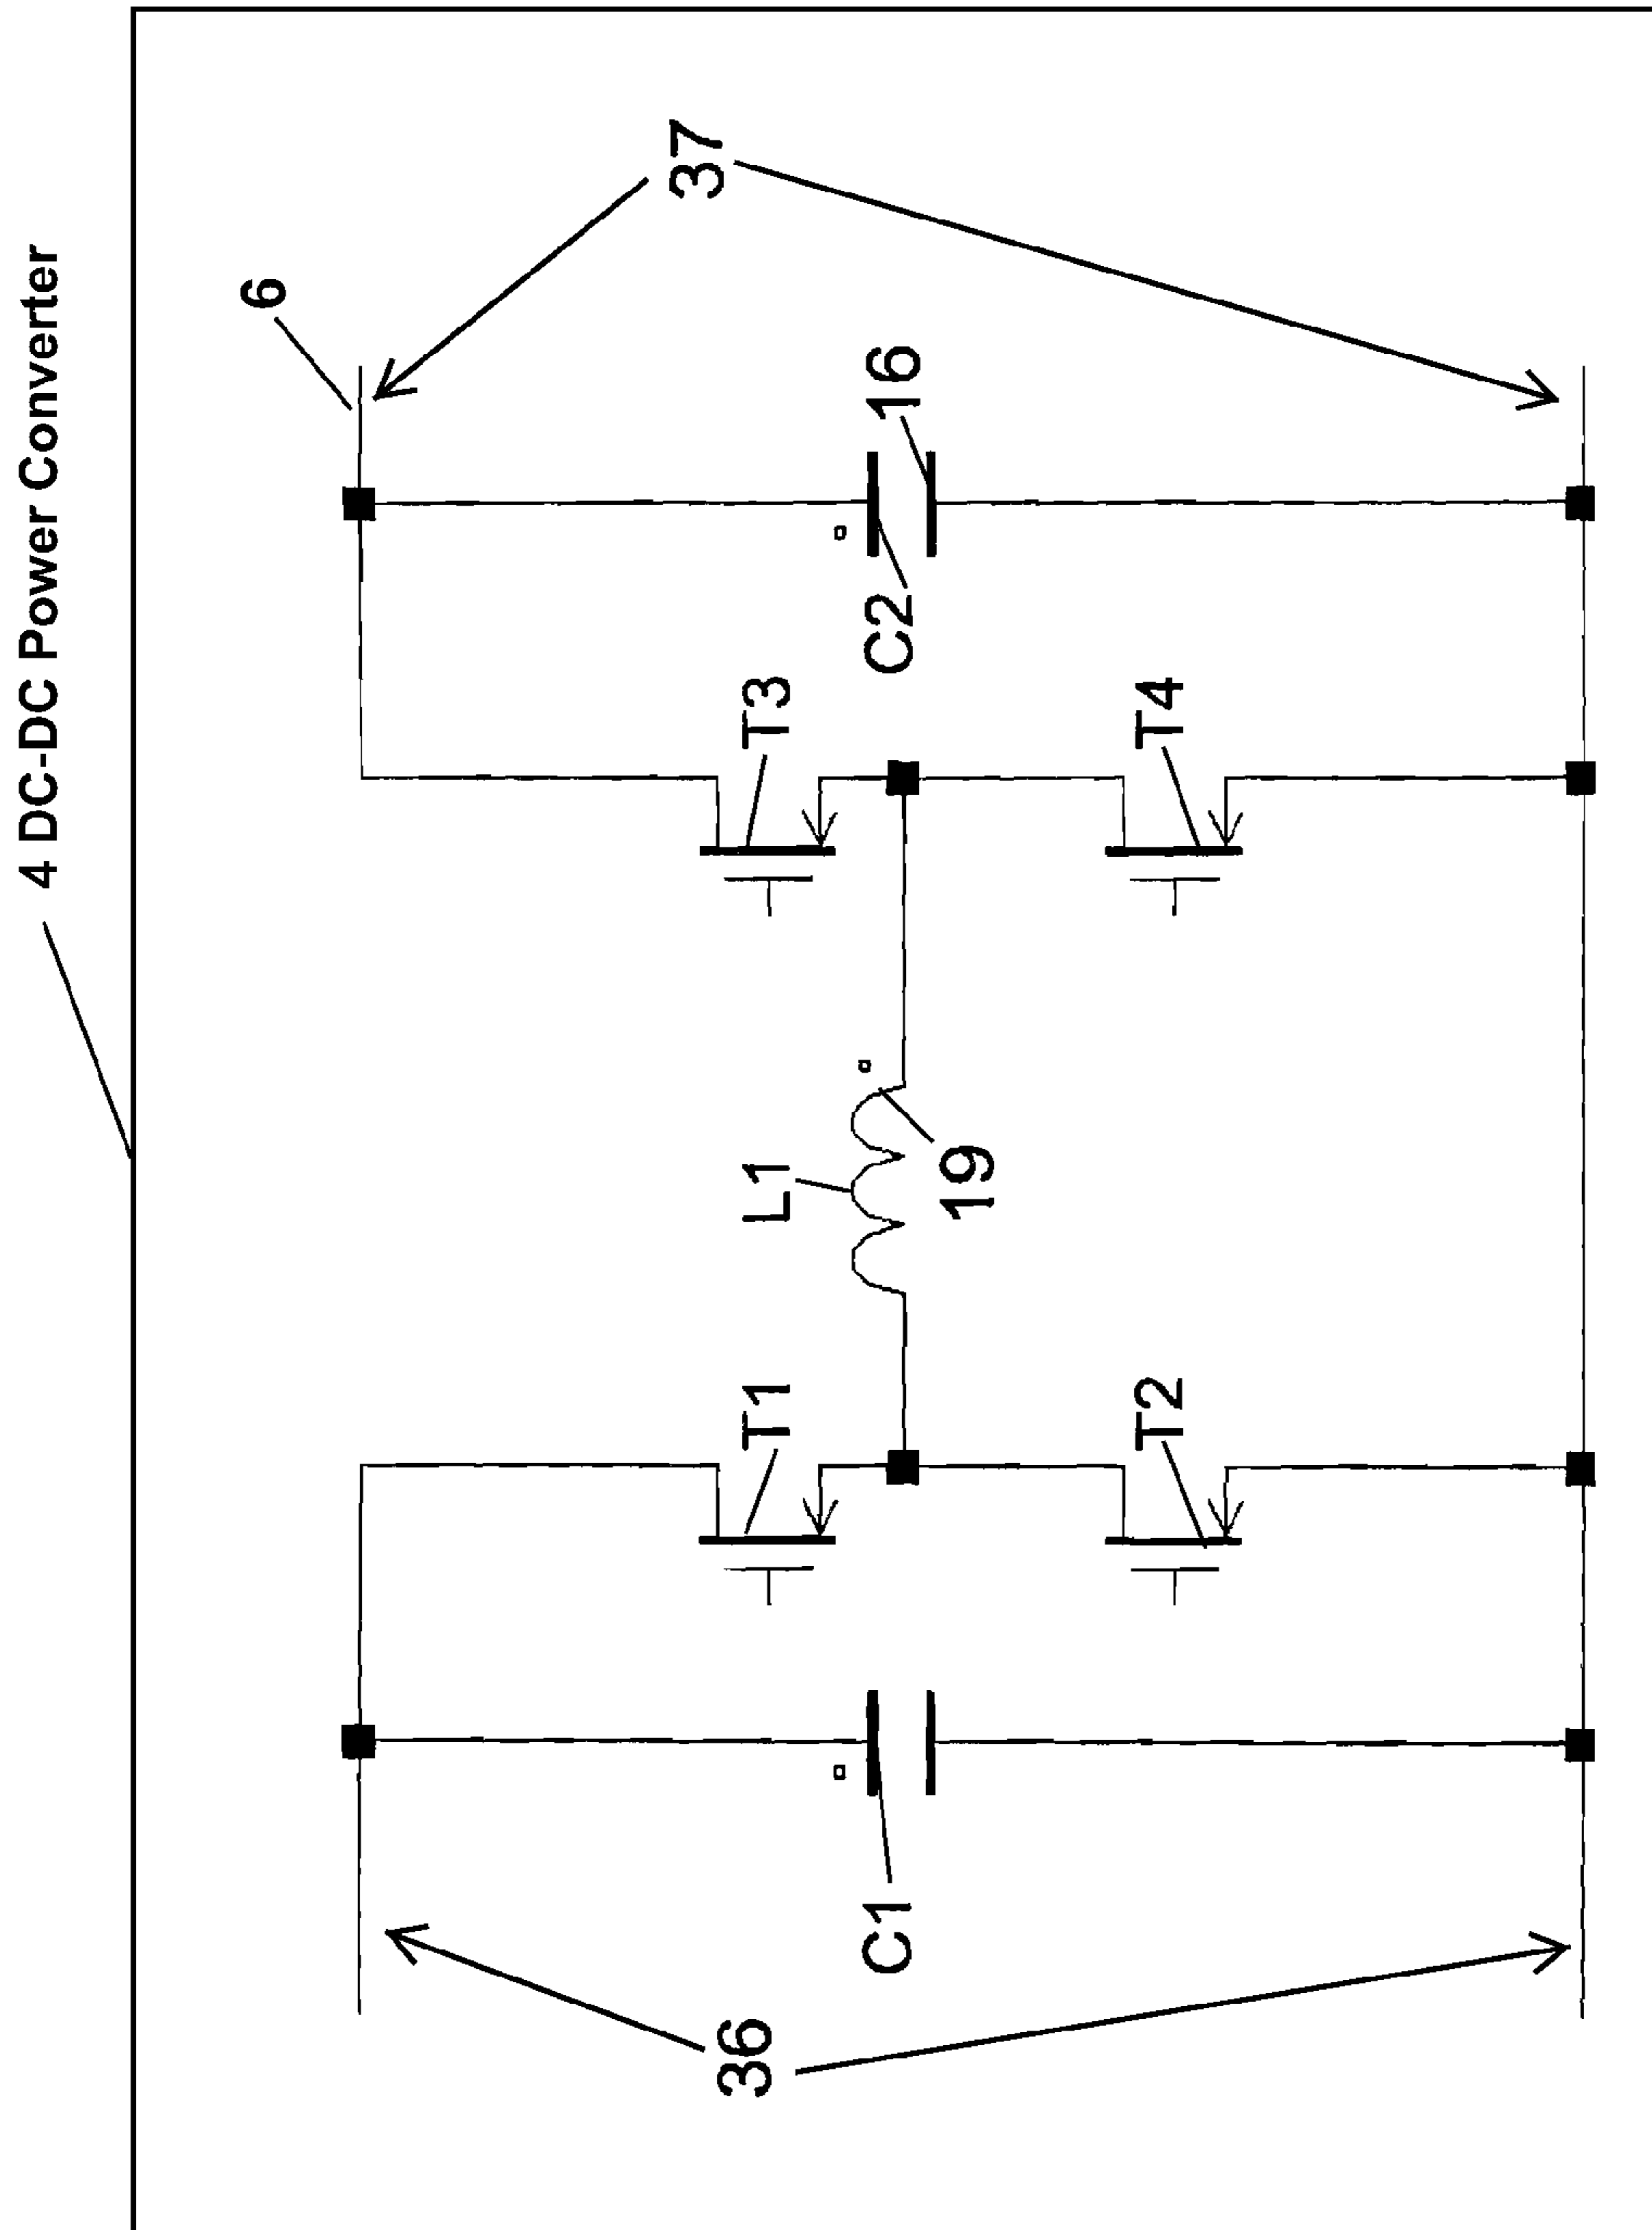 4 DC-DC Power Converter
6
37
T1
L1
T3
36
C1
C2
16
19
T2
T4